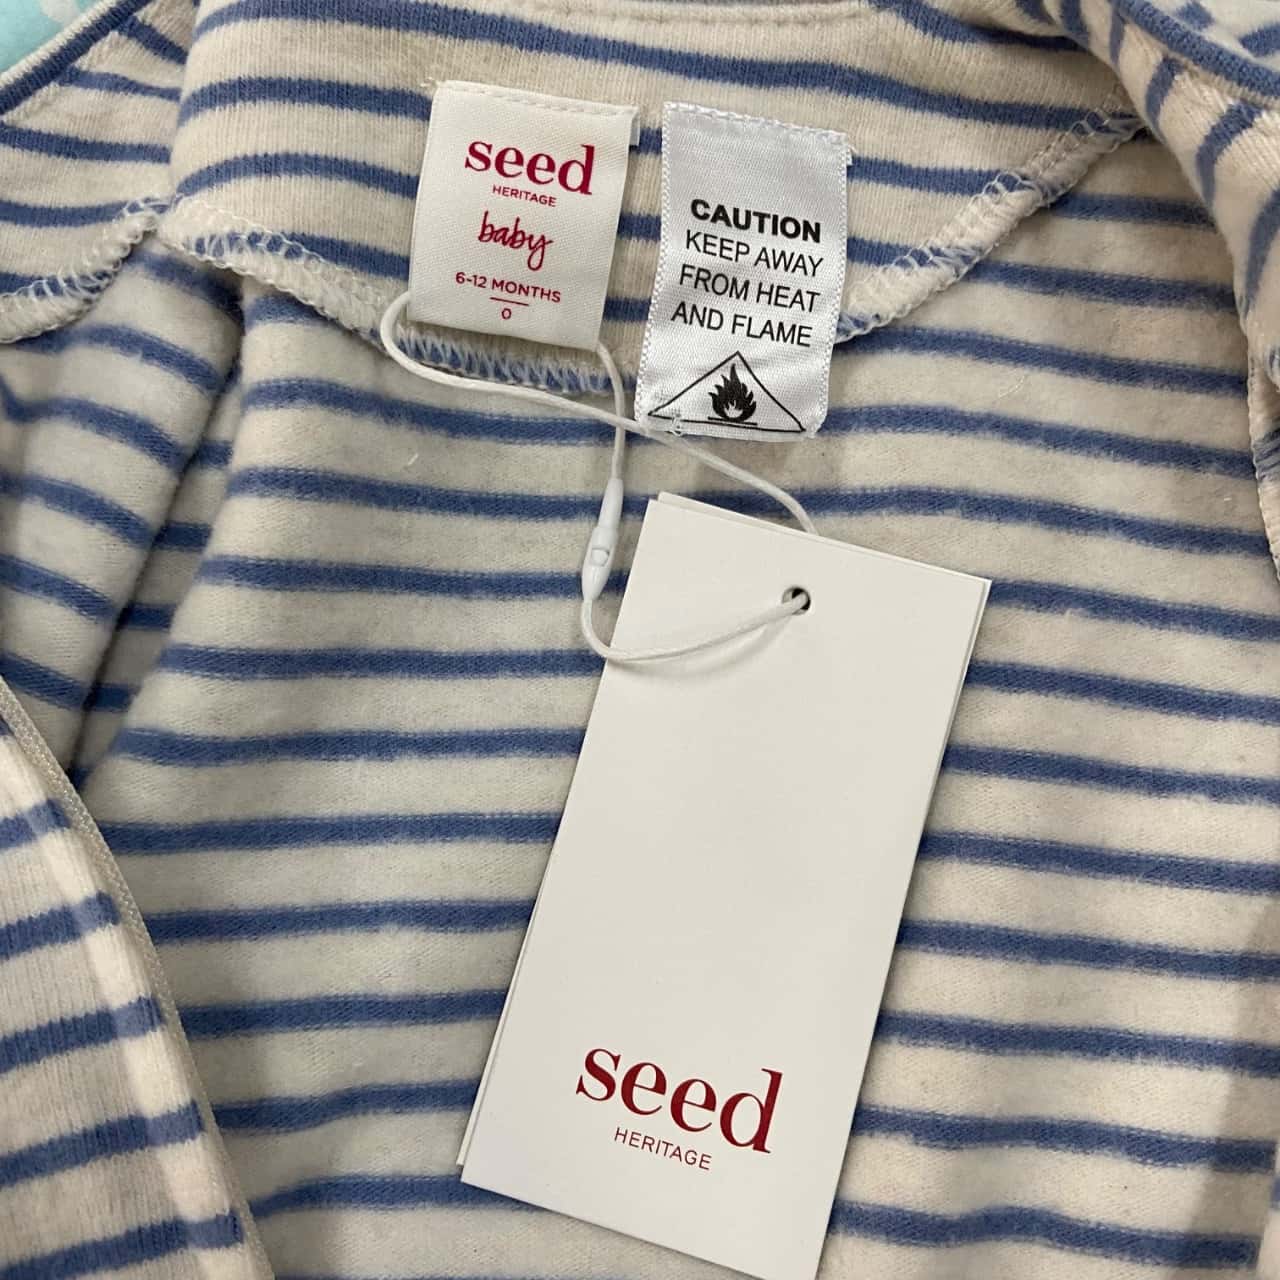 seed
HERITAGE
baby
6-12 MONTHS
0
CAUTION
KEEP AWAY
FROM HEAT
AND FLAME
seed
HERITAGE